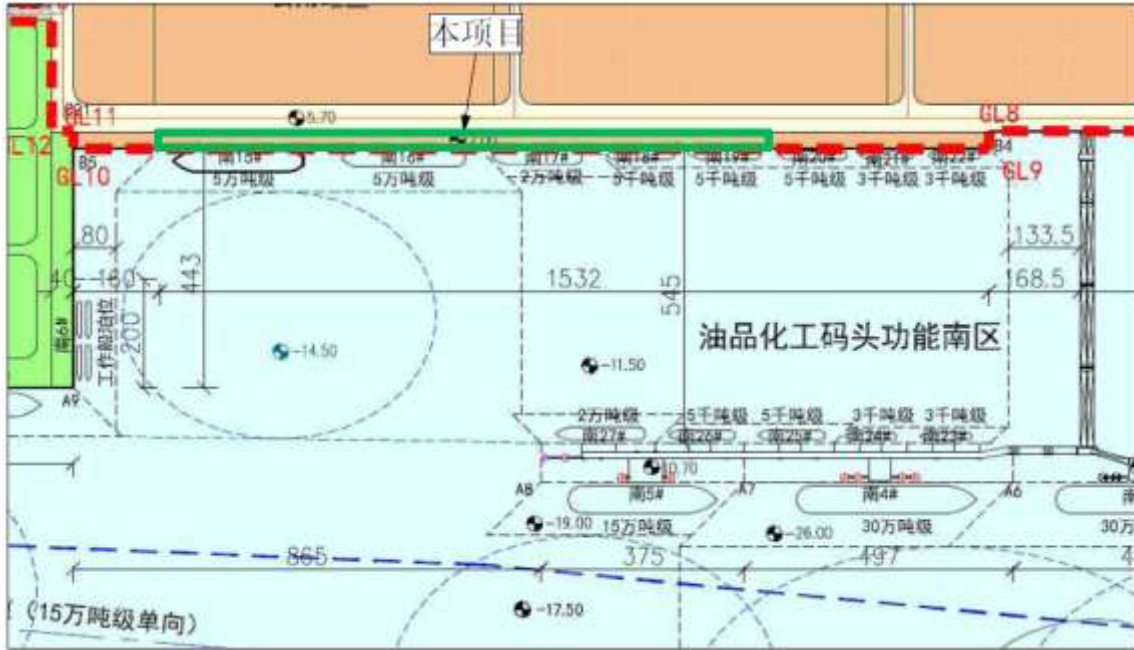 本项目
GL11
5.70
GL8
B5
B4
GL10
GL9
南16#
南17#
南18#
南19#
南20#
南21#
南22#
5万吨级
5万吨级
2万吨级
5千吨级
5千吨级
5千吨级
3千吨级
3千吨级
80
133.5
40
160
443
1532
545
168.5
200
南6#
工作船泊位
油品化工码头功能南区
-14.50
-11.50
A9
2万吨级
5千吨级
5千吨级
3千吨级
3千吨级
南27#
南26#
南25#
南24#
南23#
10.70
A8
南5#
A7
南4#
A6
-19.00
15万吨级
-26.00
30万吨级
865
375
497
-17.50
(15万吨级单向)